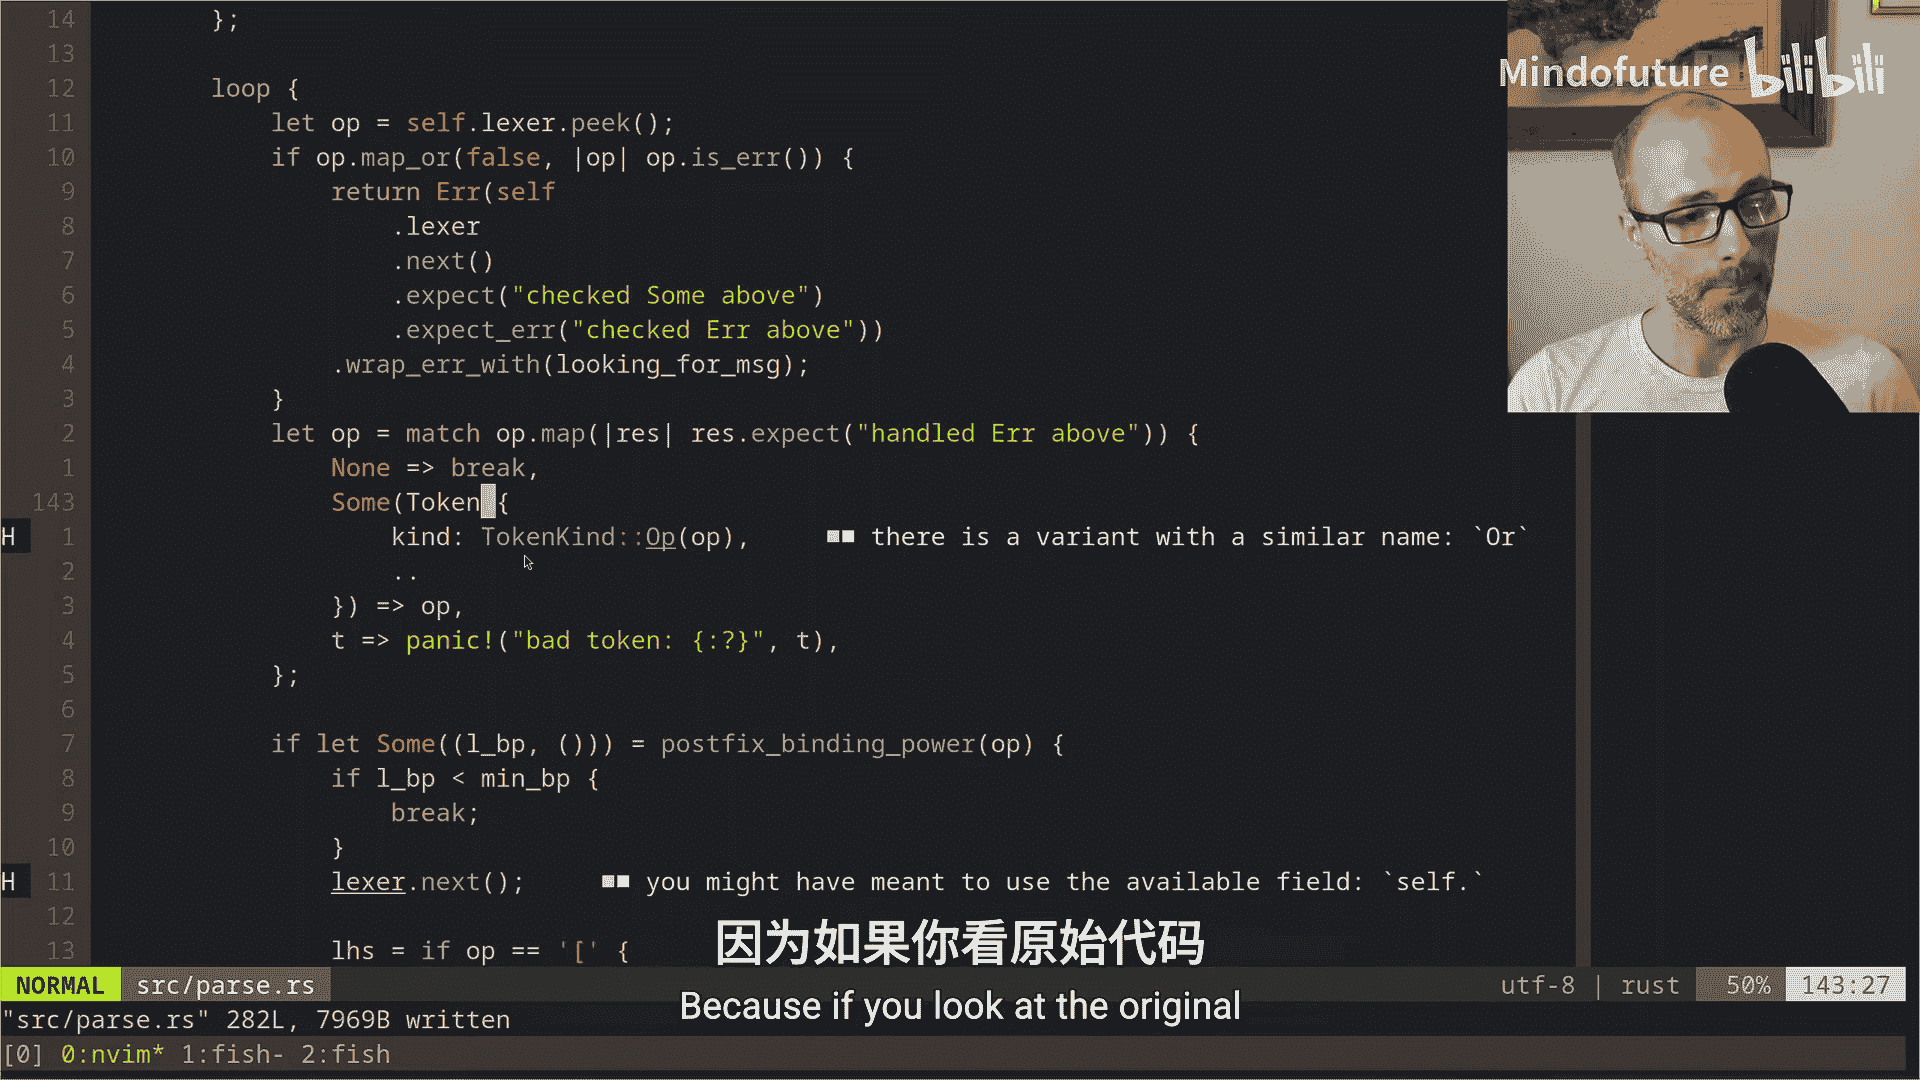 14 };
13
12 loop {
11 let op = self.lexer.peek();
10 if op.map_or(false, |op| op.is_err()) {
9 return Err(self
8 .lexer
7 .next()
6 .expect("checked Some above")
5 .expect_err("checked Err above"))
4 .wrap_err_with(looking_for_msg);
3 }
2 let op = match op.map(|res| res.expect("handled Err above")) {
1 None => break,
143 Some(Token {
H 1 kind: TokenKind::Op(op), ■■ there is a variant with a similar name: `Or`
2 ..
3 }) => op,
4 t => panic!("bad token: {:?}", t),
5 };
6
7 if let Some((l_bp, ())) = postfix_binding_power(op) {
8 if l_bp < min_bp {
9 break;
10 }
H 11 lexer.next(); ■■ you might have meant to use the available field: `self.`
12
13 lhs = if op == '[' {
NORMAL src/parse.rs utf-8 | rust 50% 143:27
"src/parse.rs" 282L, 7969B written
[0] 0:nvim* 1:fish- 2:fish
Mindofuture bilibili
因为如果你看原始代码
Because if you look at the original